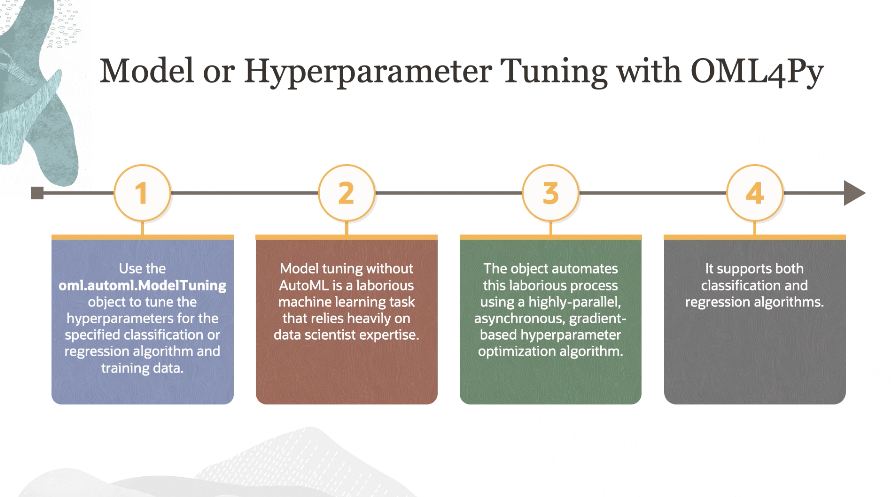 Model or Hyperparameter Tuning with OML4Py
1
2
3
4
Use the
oml.automl.ModelTuning
object to tune the
hyperparameters for the
specified classification or
regression algorithm and
training data.
Model tuning without
AutoML is a laborious
machine learning task
that relies heavily on
data scientist expertise.
The object automates
this laborious process
using a highly-parallel,
asynchronous, gradient-
based hyperparameter
optimization algorithm.
It supports both
classification and
regression algorithms.